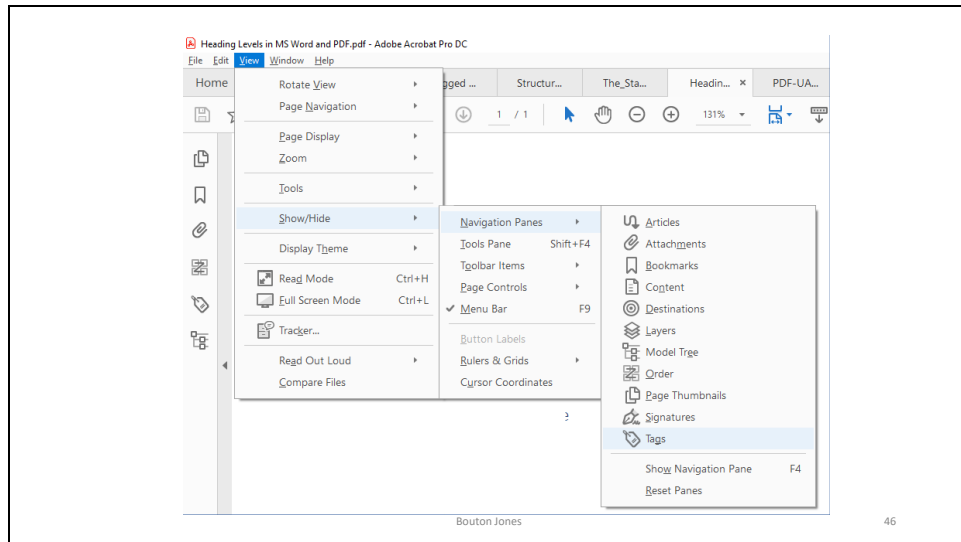 Heading Levels in MS Word and PDF.pdf - Adobe Acrobat Pro DC
File Edit View Window Help
Home gged ... Structur... The_Sta... Headin... × PDF-UA...
1 / 1 131%
Rotate View
Page Navigation
Page Display
Zoom
Tools
Show/Hide
Display Theme
Read Mode Ctrl+H
Full Screen Mode Ctrl+L
Tracker...
Read Out Loud
Compare Files
Navigation Panes
Tools Pane Shift+F4
Toolbar Items
Page Controls
Menu Bar F9
Button Labels
Rulers & Grids
Cursor Coordinates
Articles
Attachments
Bookmarks
Content
Destinations
Layers
Model Tree
Order
Page Thumbnails
Signatures
Tags
Show Navigation Pane F4
Reset Panes
Bouton Jones 46